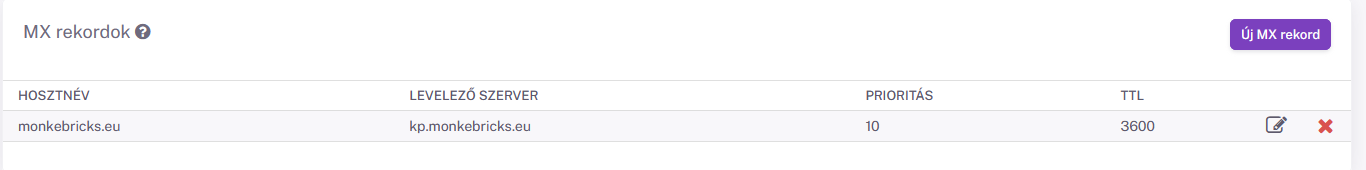 MX rekordok
Új MX rekord
HOSZTNÉV LEVELEZŐ SZERVER PRIORITÁS TTL
monkebricks.eu kp.monkebricks.eu 10 3600